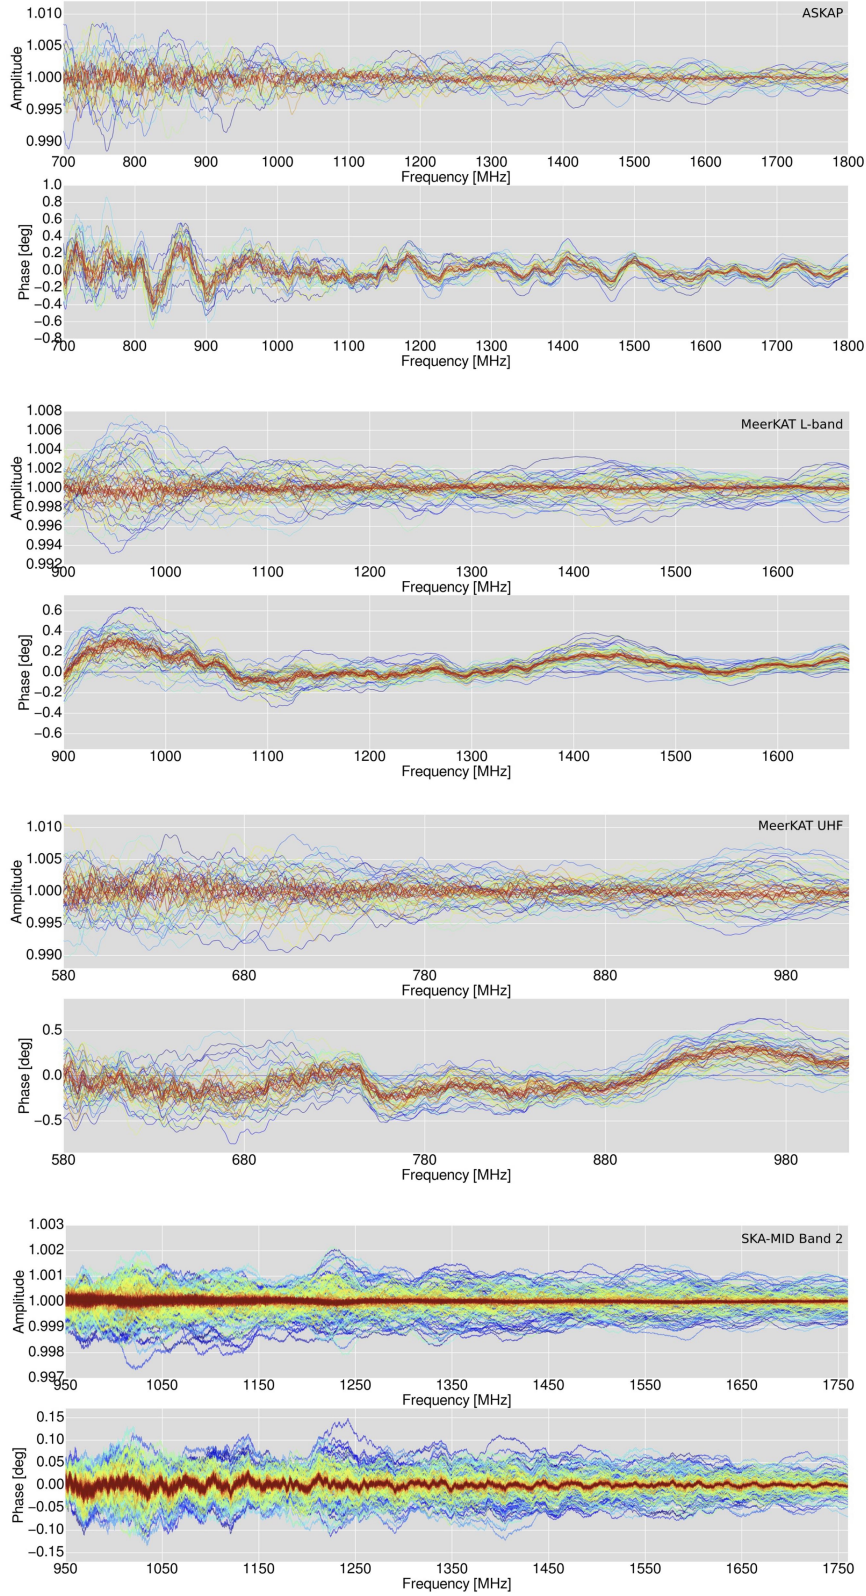 ASKAP
1.010
1.005
1.000
0.995
0.990
Amplitude
700 800 900 1000 1100 1200 1300 1400 1500 1600 1700 1800
Frequency [MHz]
1.0
0.8
0.6
0.4
0.2
0.0
−0.2
−0.4
−0.6
−0.8
Phase [deg]
700 800 900 1000 1100 1200 1300 1400 1500 1600 1700 1800
Frequency [MHz]
MeerKAT L-band
1.008
1.006
1.004
1.002
1.000
0.998
0.996
0.994
0.992
Amplitude
900 1000 1100 1200 1300 1400 1500 1600
Frequency [MHz]
0.6
0.4
0.2
0.0
−0.2
−0.4
−0.6
Phase [deg]
900 1000 1100 1200 1300 1400 1500 1600
Frequency [MHz]
MeerKAT UHF
1.010
1.005
1.000
0.995
0.990
Amplitude
580 680 780 880 980
Frequency [MHz]
0.5
0.0
−0.5
Phase [deg]
580 680 780 880 980
Frequency [MHz]
SKA-MID Band 2
1.003
1.002
1.001
1.000
0.999
0.998
0.997
Amplitude
950 1050 1150 1250 1350 1450 1550 1650 1750
Frequency [MHz]
0.15
0.10
0.05
0.00
−0.05
−0.10
−0.15
Phase [deg]
950 1050 1150 1250 1350 1450 1550 1650 1750
Frequency [MHz]